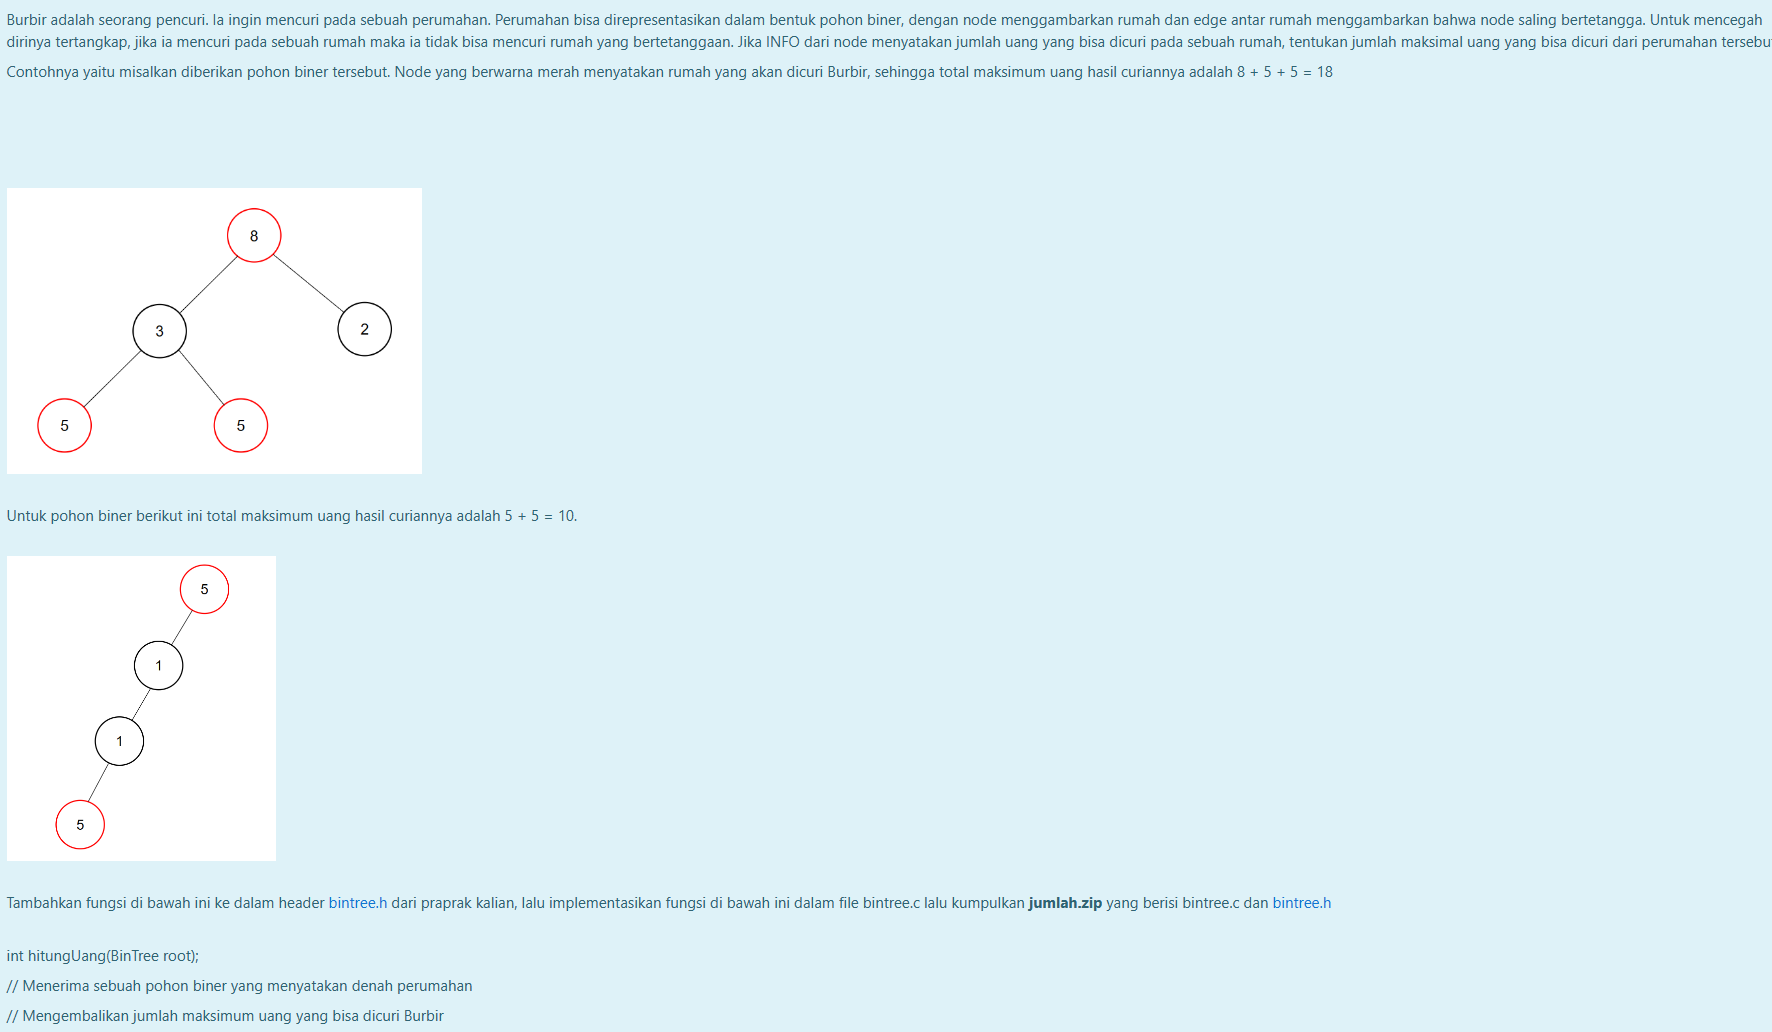 Burbir adalah seorang pencuri. Ia ingin mencuri pada sebuah perumahan. Perumahan bisa direpresentasikan dalam bentuk pohon biner, dengan node menggambarkan rumah dan edge antar rumah menggambarkan bahwa node saling bertetangga. Untuk mencegah
dirinya tertangkap, jika ia mencuri pada sebuah rumah maka ia tidak bisa mencuri rumah yang bertetanggaan. Jika INFO dari node menyatakan jumlah uang yang bisa dicuri pada sebuah rumah, tentukan jumlah maksimal uang yang bisa dicuri dari perumahan
Contohnya yaitu misalkan diberikan pohon biner tersebut. Node yang berwarna merah menyatakan rumah yang akan dicuri Burbir, sehingga total maksimum uang hasil curiannya adalah 8 + 5 + 5 = 18
8
3
2
5
5
Untuk pohon biner berikut ini total maksimum uang hasil curiannya adalah 5 + 5 = 10.
5
1
1
5
Tambahkan fungsi di bawah ini ke dalam header bintree.h dari praprak kalian, lalu implementasikan fungsi di bawah ini dalam file bintree.c lalu kumpulkan jumlah.zip yang berisi bintree.c dan bintree.h
int hitungUang(BinTree root);
// Menerima sebuah pohon biner yang menyatakan denah perumahan
// Mengembalikan jumlah maksimum uang yang bisa dicuri Burbir